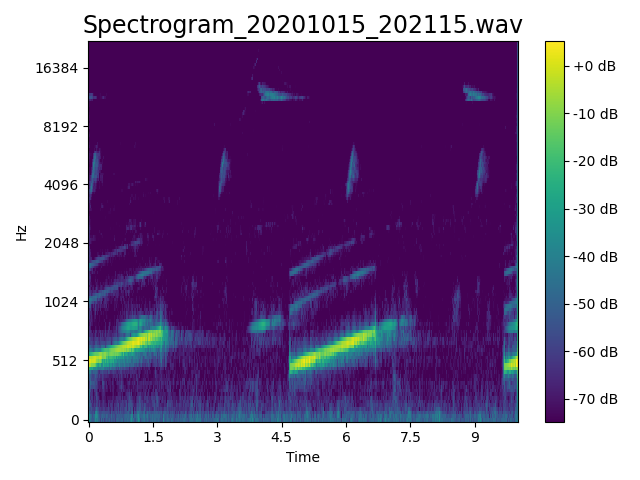 Spectrogram_20201015_202115.wav
16384
8192
4096
2048
1024
512
0
Hz
0 1.5 3 4.5 6 7.5 9
Time
+0 dB
-10 dB
-20 dB
-30 dB
-40 dB
-50 dB
-60 dB
-70 dB